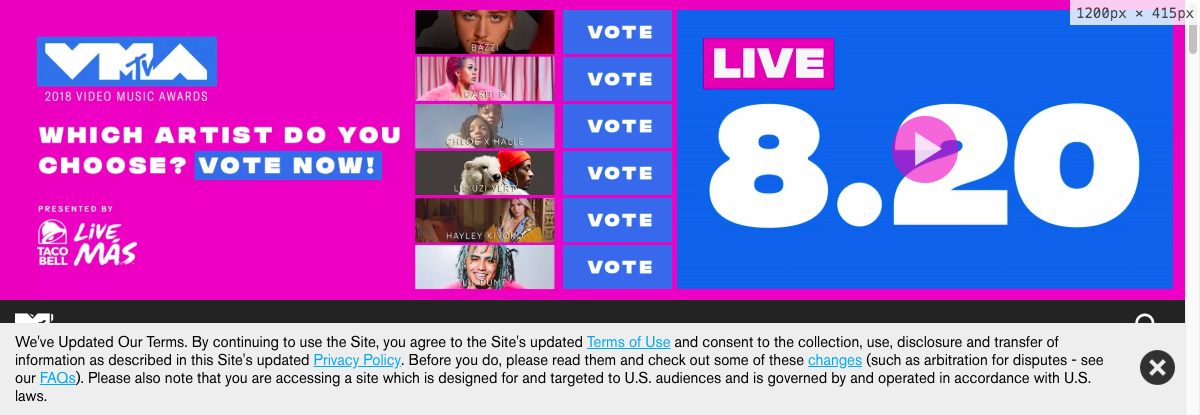 1200px × 415px
VMA
MTV
2018 VIDEO MUSIC AWARDS
WHICH ARTIST DO YOU
CHOOSE? VOTE NOW!
PRESENTED BY
TACO
BELL
LIVE
MÁS
BAZZI
VOTE
CARDI B
VOTE
CHLOE X HALLE
VOTE
LIL UZI VERT
VOTE
HAYLEY KIYOKO
VOTE
LIL PUMP
VOTE
LIVE
8.20
We've Updated Our Terms. By continuing to use the Site, you agree to the Site's updated Terms of Use and consent to the collection, use, disclosure and transfer of
information as described in this Site's updated Privacy Policy. Before you do, please read them and check out some of these changes (such as arbitration for disputes - see
our FAQs). Please also note that you are accessing a site which is designed for and targeted to U.S. audiences and is governed by and operated in accordance with U.S.
laws.